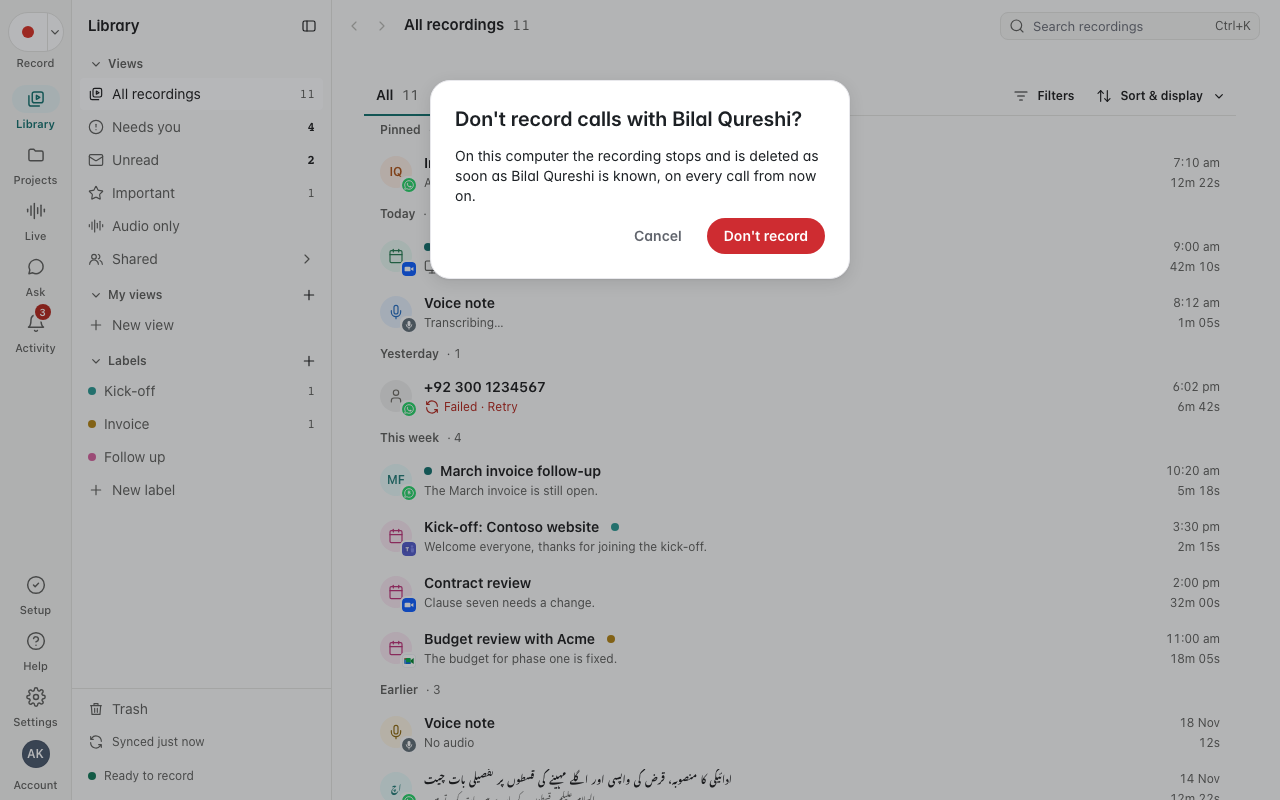 Record
Library
Projects
Live
Ask
3
Activity
Setup
Help
Settings
AK
Account
Library
Views
All recordings 11
Needs you 4
Unread 2
Important 1
Audio only
Shared
My views
New view
Labels
Kick-off 1
Invoice 1
Follow up
New label
Trash
Synced just now
Ready to record
All recordings 11
Search recordings Ctrl+K
All 11
Filters
Sort & display
Don't record calls with Bilal Qureshi?
On this computer the recording stops and is deleted as
soon as Bilal Qureshi is known, on every call from now
on.
Cancel
Don't record
Pinned
IQ
7:10 am
12m 22s
Today ·
9:00 am
42m 10s
Voice note 8:12 am
Transcribing... 1m 05s
Yesterday · 1
+92 300 1234567 6:02 pm
Failed · Retry 6m 42s
This week · 4
MF
March invoice follow-up 10:20 am
The March invoice is still open. 5m 18s
Kick-off: Contoso website 3:30 pm
Welcome everyone, thanks for joining the kick-off. 2m 15s
Contract review 2:00 pm
Clause seven needs a change. 32m 00s
Budget review with Acme 11:00 am
The budget for phase one is fixed. 18m 05s
Earlier · 3
Voice note 18 Nov
No audio 12s
ادائیگی کا منصوبہ، قرض کی واپسی اور اگلے مہینے کی قسطوں پر تفصیلی بات چیت 14 Nov
12m 22s